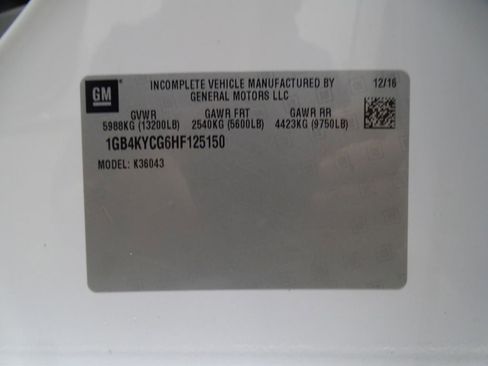 GM
INCOMPLETE VEHICLE MANUFACTURED BY
GENERAL MOTORS LLC
12/16
GVWR GAWR FRT GAWR RR
5988KG (13200LB) 2540KG (5600LB) 4423KG (9750LB)
1GB4KYCG6HF125150
MODEL: K36043